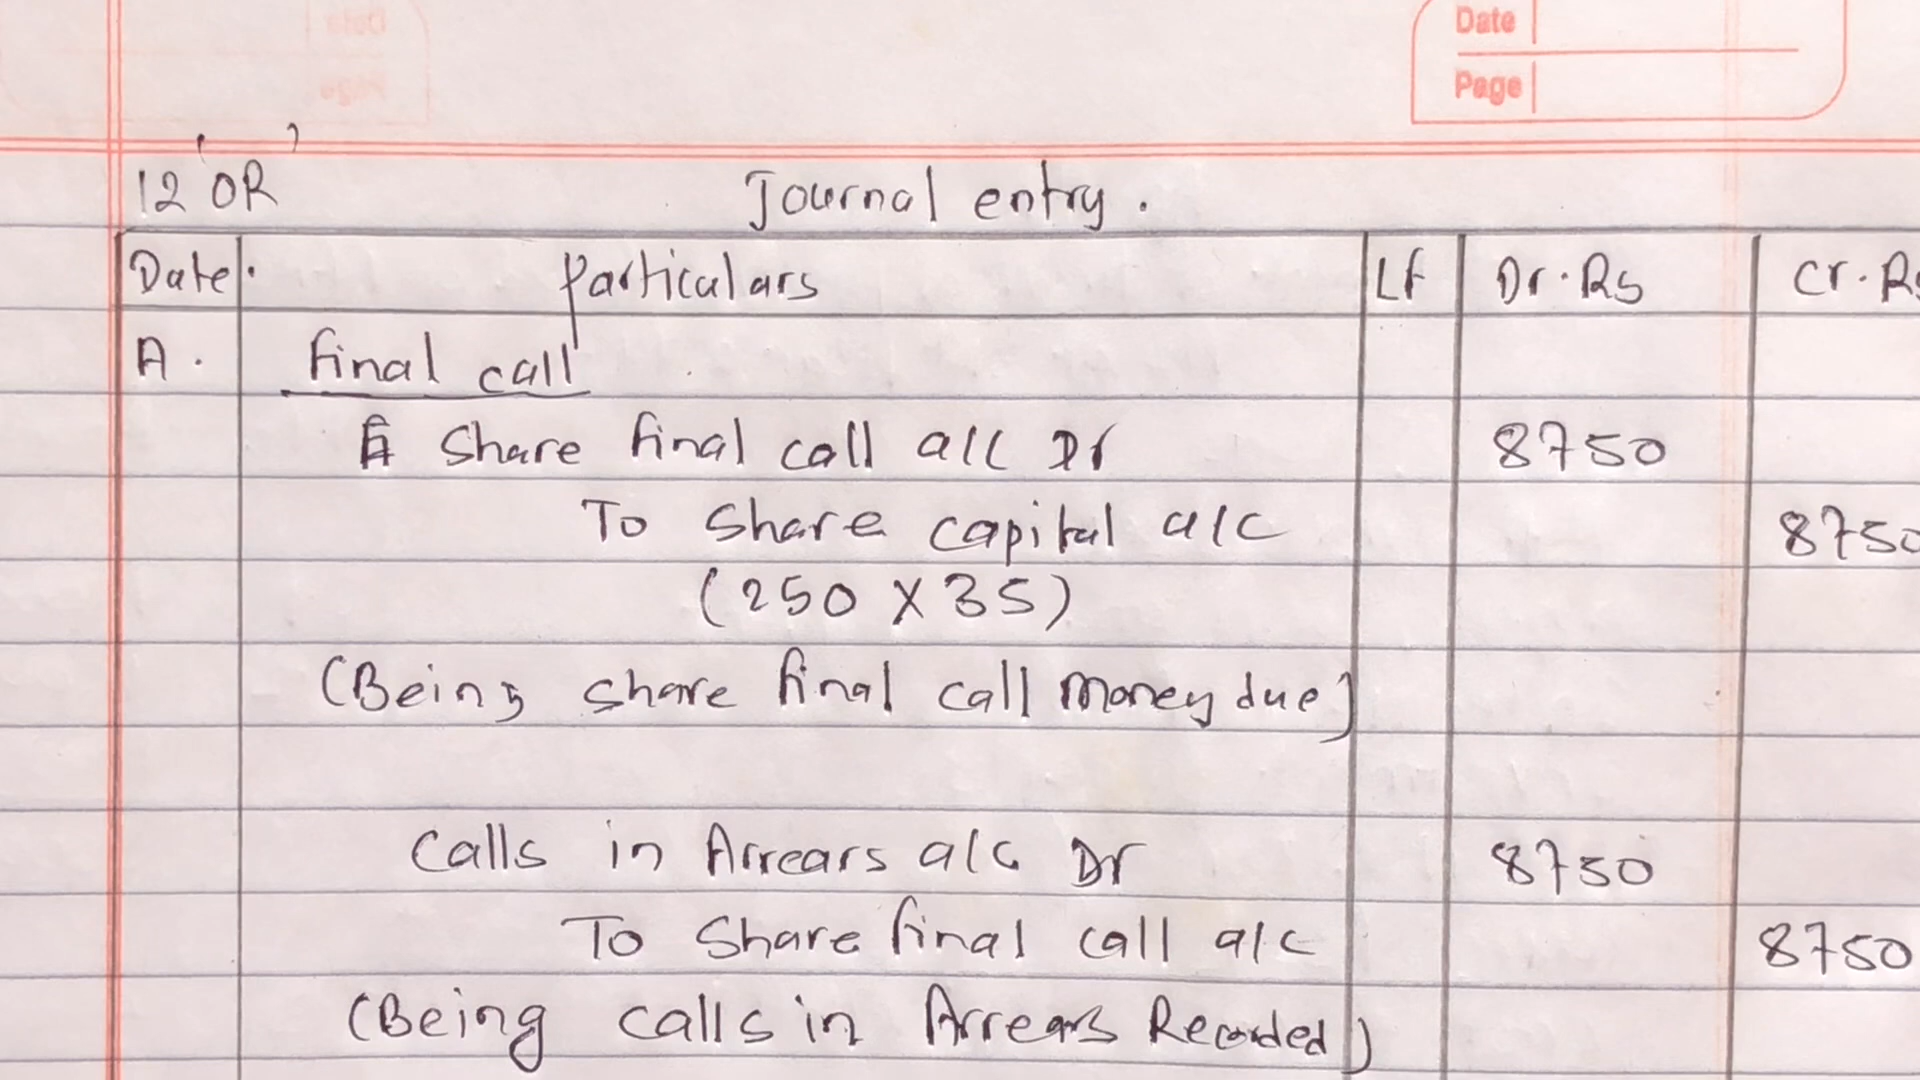 Date
Page
12 OR Journal entry.
Date. Particulars LF Dr. Rs Cr. Rs
A. final call
Share final call a/c Dr 8750
To share capital a/c 8750
(250 X 35)
(Being share final call money due)
Calls in Arrears a/c Dr 8750
To share final call a/c 8750
(Being calls in Arrears Recorded)